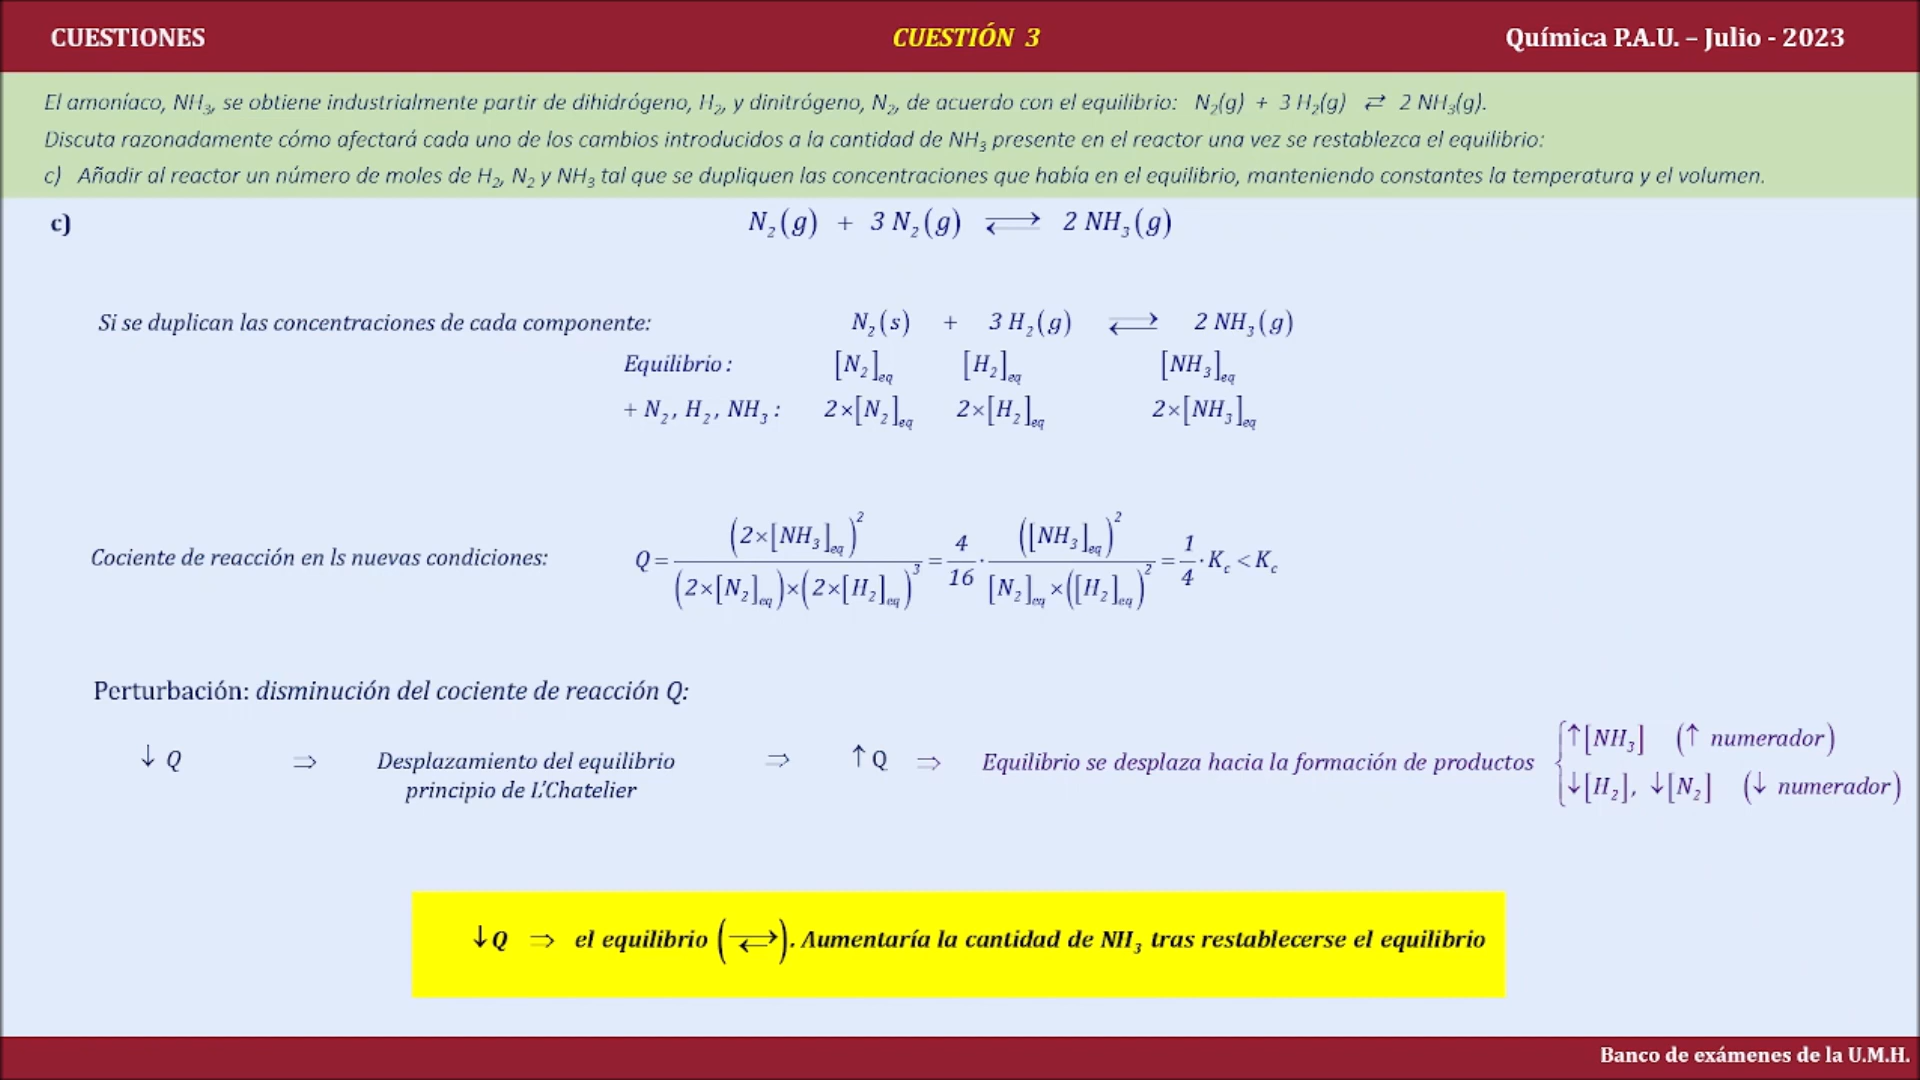 CUESTIONES
CUESTIÓN 3
Química P.A.U. – Julio - 2023
El amoníaco, NH₃, se obtiene industrialmente partir de dihidrógeno, H₂, y dinitrógeno, N₂, de acuerdo con el equilibrio: N₂(g) + 3 H₂(g) ⇄ 2 NH₃(g).
Discuta razonadamente cómo afectará cada uno de los cambios introducidos a la cantidad de NH₃ presente en el reactor una vez se restablezca el equilibrio:
c) Añadir al reactor un número de moles de H₂, N₂ y NH₃ tal que se dupliquen las concentraciones que había en el equilibrio, manteniendo constantes la temperatura y el volumen.
c) N₂(g) + 3 N₂(g) ⇄ 2 NH₃(g)
Si se duplican las concentraciones de cada componente: N₂(s) + 3 H₂(g) ⇄ 2 NH₃(g)
Equilibrio : [N₂]eq [H₂]eq [NH₃]eq
+ N₂, H₂, NH₃ : 2×[N₂]eq 2×[H₂]eq 2×[NH₃]eq
Cociente de reacción en ls nuevas condiciones: Q = (2×[NH₃]eq)² / (2×[N₂]eq)×(2×[H₂]eq)³ = 4/16 · ([NH₃]eq)² / [N₂]eq×([H₂]eq)² = 1/4 · Kc < Kc
Perturbación: disminución del cociente de reacción Q:
↓ Q ⇒ Desplazamiento del equilibrio principio de L'Chatelier ⇒ ↑ Q ⇒ Equilibrio se desplaza hacia la formación de productos
↑[NH₃] (↑ numerador)
↓[H₂], ↓[N₂] (↓ numerador)
↓Q ⇒ el equilibrio (⇄). Aumentaría la cantidad de NH₃ tras restablecerse el equilibrio
Banco de exámenes de la U.M.H.